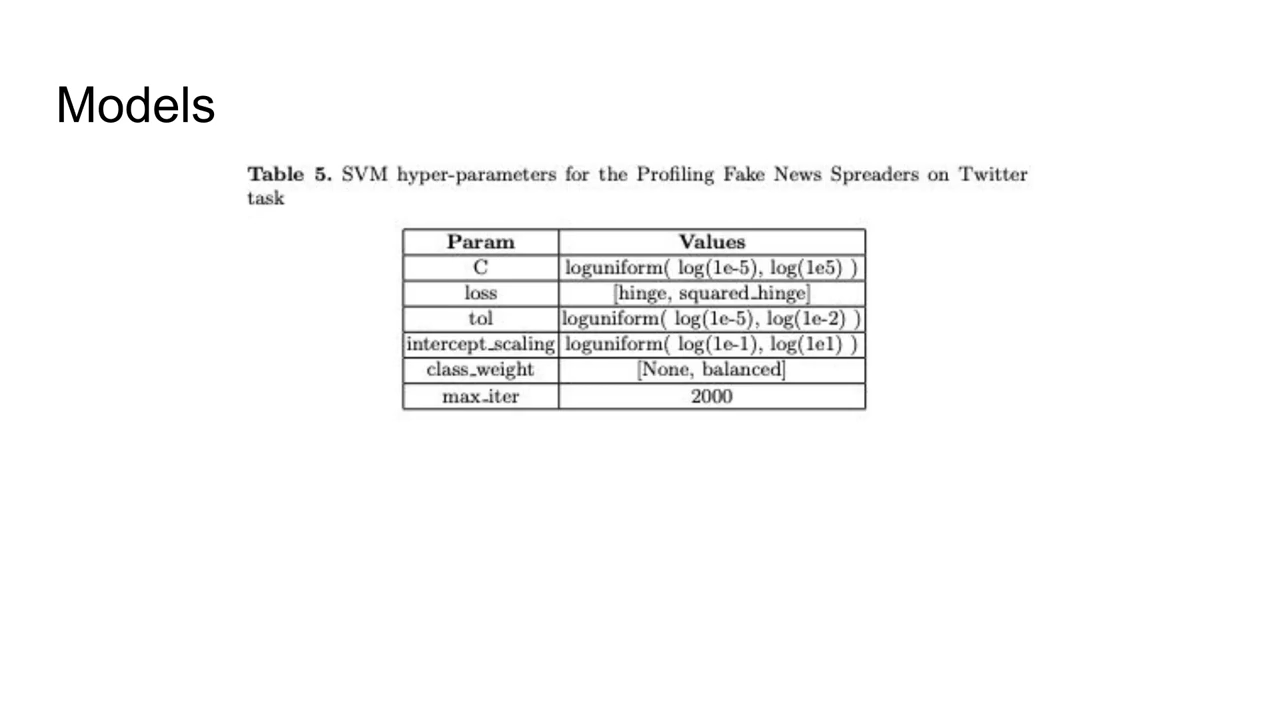 Models
Table 5. SVM hyper-parameters for the Profiling Fake News Spreaders on Twitter
task
Param Values
C loguniform( log(1e-5), log(1e5) )
loss [hinge, squared_hinge]
tol loguniform( log(1e-5), log(1e-2) )
intercept_scaling loguniform( log(1e-1), log(1e1) )
class_weight [None, balanced]
max_iter 2000